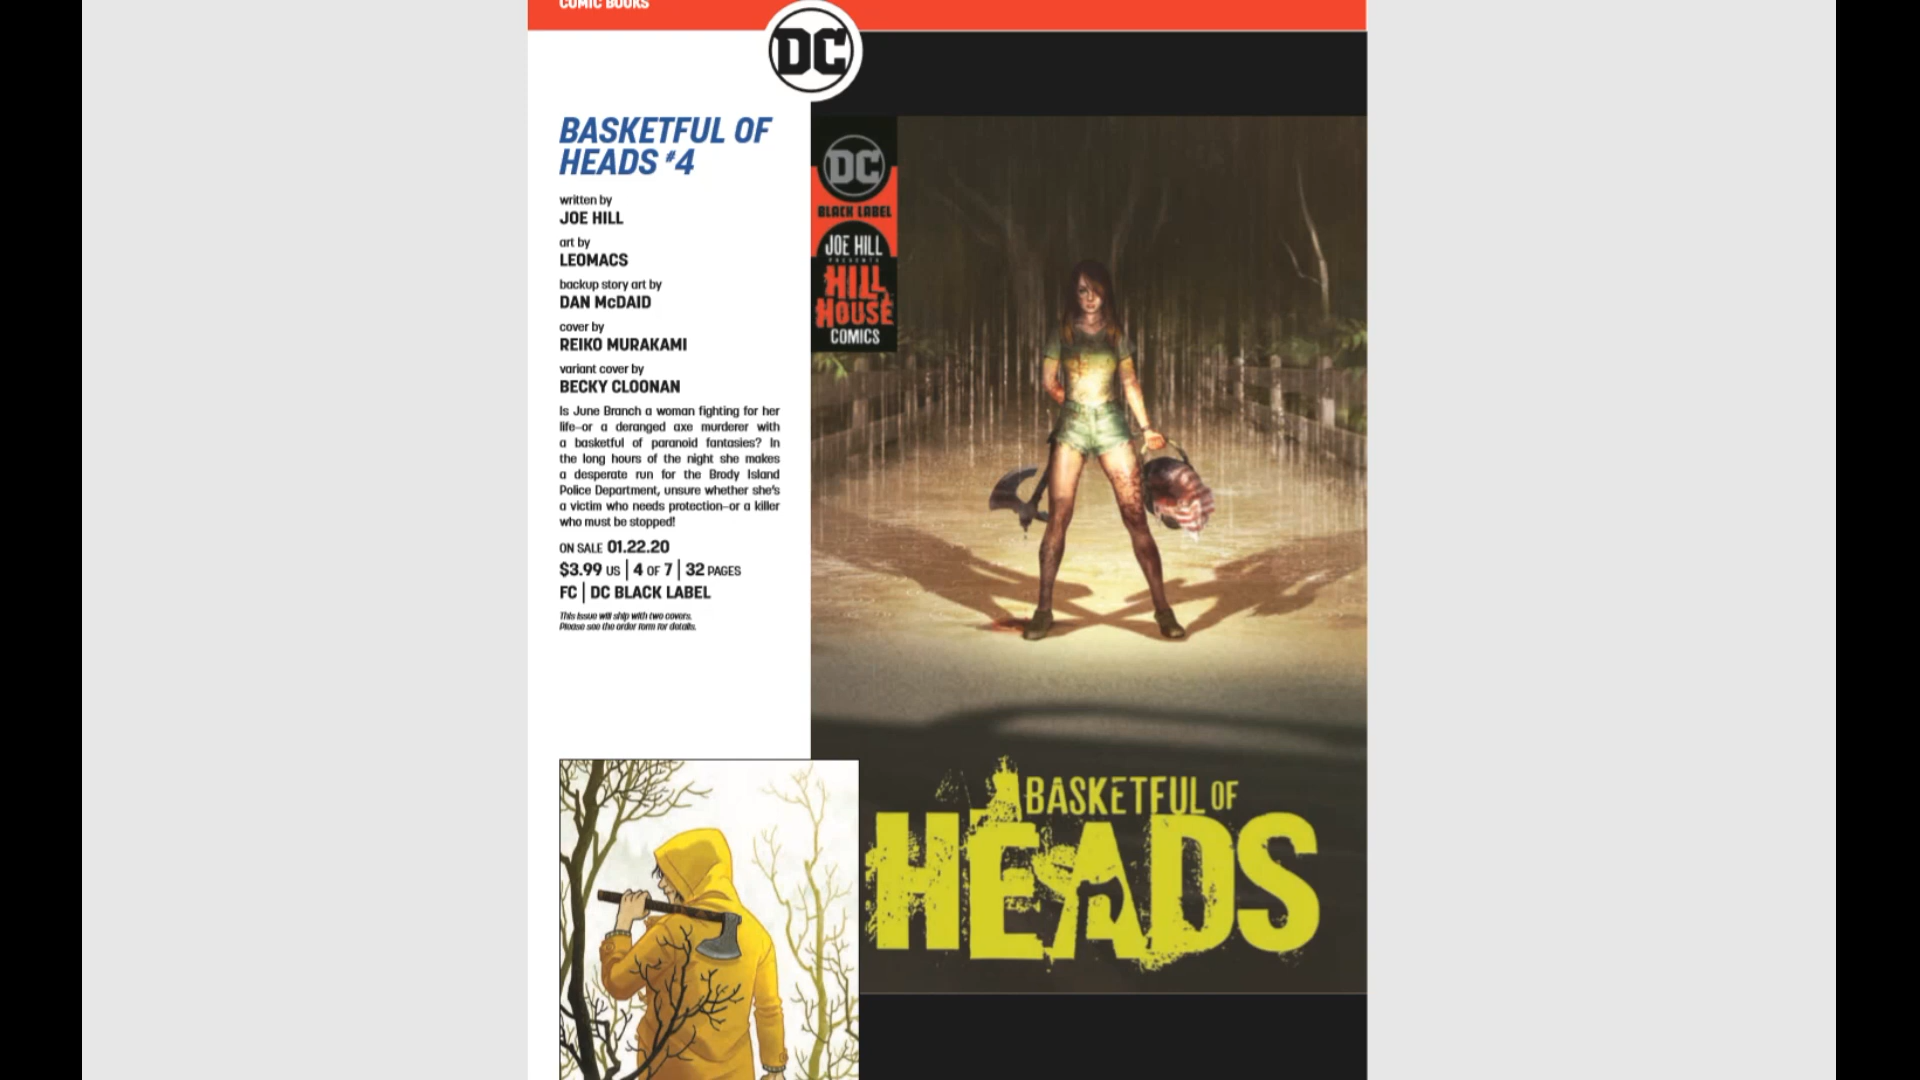 COMIC BOOKS
DC
BASKETFUL OF
HEADS #4
written by
JOE HILL
art by
LEOMACS
backup story art by
DAN McDAID
cover by
REIKO MURAKAMI
variant cover by
BECKY CLOONAN
Is June Branch a woman fighting for her
life–or a deranged axe murderer with
a basketful of paranoid fantasies? In
the long hours of the night she makes
a desperate run for the Brody Island
Police Department, unsure whether she's
a victim who needs protection–or a killer
who must be stopped!
ON SALE 01.22.20
$3.99 US | 4 OF 7 | 32 PAGES
FC | DC BLACK LABEL
This issue will ship with two covers.
Please see the order form for details.
DC
BLACK LABEL
JOE HILL
PRESENTS
HILL
HOUSE
COMICS
BASKETFUL OF
HEADS